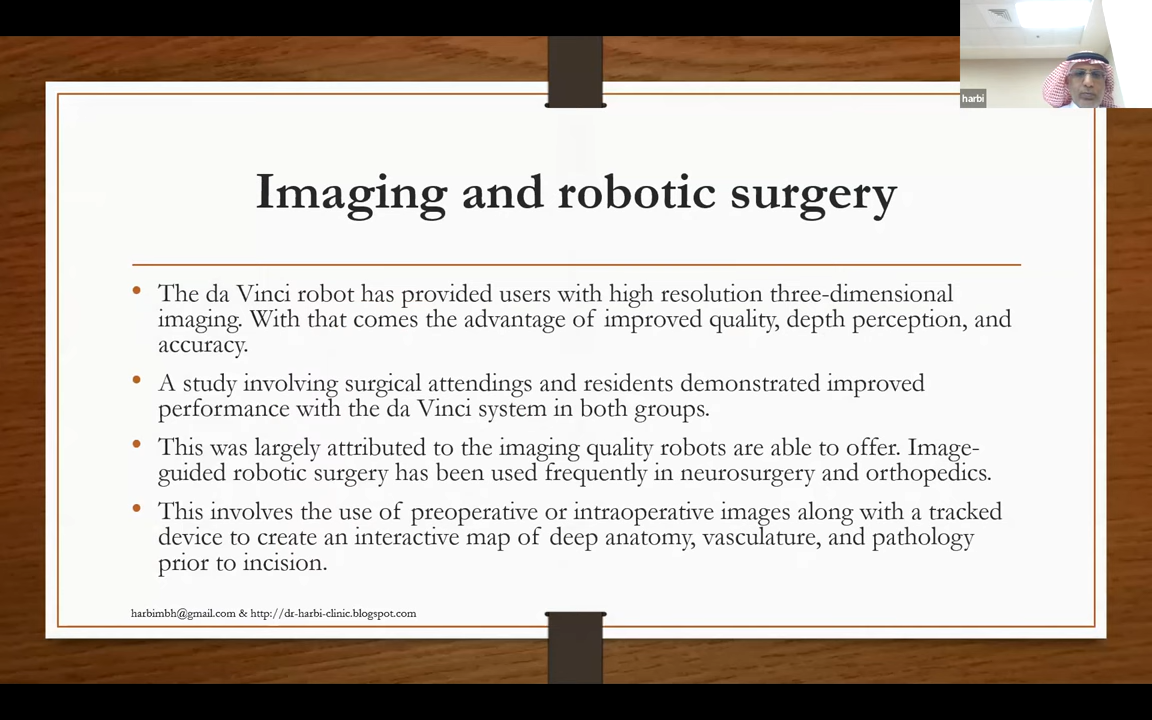 harbi
Imaging and robotic surgery
• The da Vinci robot has provided users with high resolution three-dimensional
imaging. With that comes the advantage of improved quality, depth perception, and
accuracy.
• A study involving surgical attendings and residents demonstrated improved
performance with the da Vinci system in both groups.
• This was largely attributed to the imaging quality robots are able to offer. Image-
guided robotic surgery has been used frequently in neurosurgery and orthopedics.
• This involves the use of preoperative or intraoperative images along with a tracked
device to create an interactive map of deep anatomy, vasculature, and pathology
prior to incision.
harbimbh@gmail.com & http://dr-harbi-clinic.blogspot.com